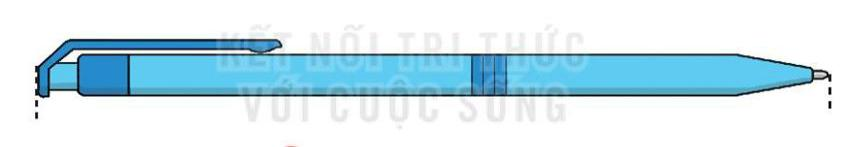 KẾT NỐI TRI THỨC
VỚI CUỘC SỐNG